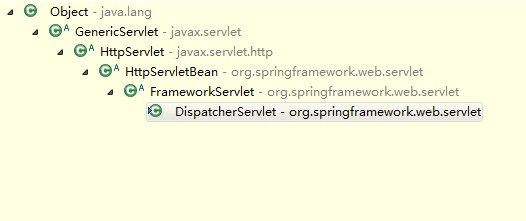 Object - java.lang
GenericServlet - javax.servlet
HttpServlet - javax.servlet.http
HttpServletBean - org.springframework.web.servlet
FrameworkServlet - org.springframework.web.servlet
DispatcherServlet - org.springframework.web.servlet